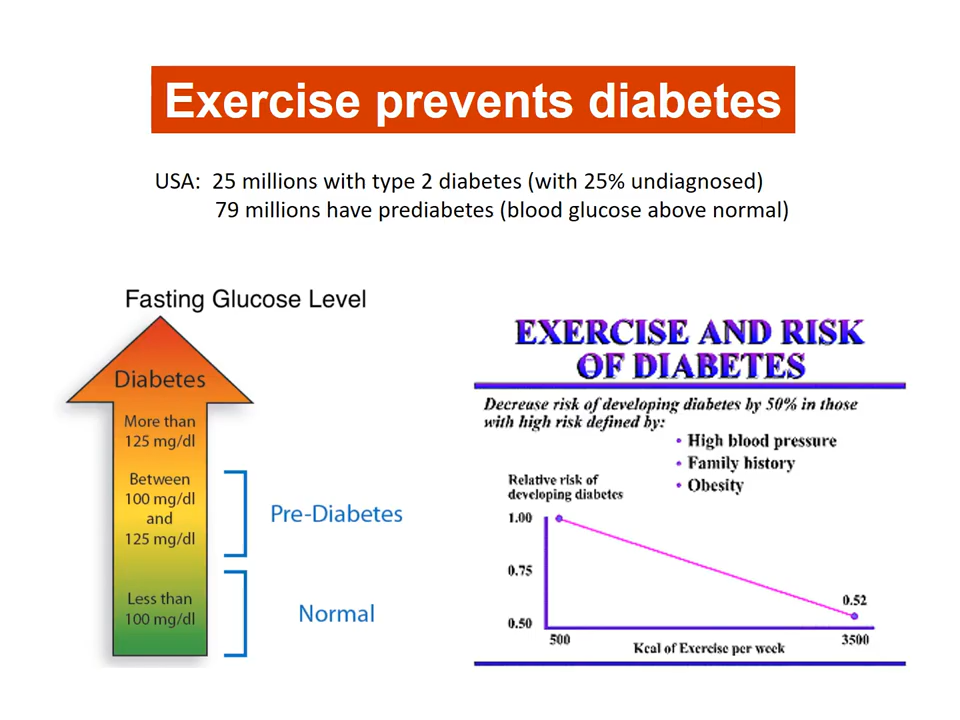 Exercise prevents diabetes
USA: 25 millions with type 2 diabetes (with 25% undiagnosed)
79 millions have prediabetes (blood glucose above normal)
Fasting Glucose Level
Diabetes
More than
125 mg/dl
Between
100 mg/dl
and
125 mg/dl
Pre-Diabetes
Less than
100 mg/dl
Normal
EXERCISE AND RISK
OF DIABETES
Decrease risk of developing diabetes by 50% in those
with high risk defined by:
• High blood pressure
• Family history
• Obesity
Relative risk of
developing diabetes
1.00
0.75
0.50
0.52
500
3500
Kcal of Exercise per week